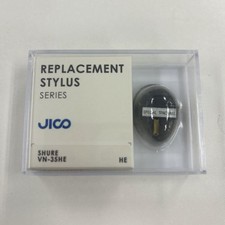 REPLACEMENT
STYLUS
SERIES
JICO
SHURE
VN-35HE
HE